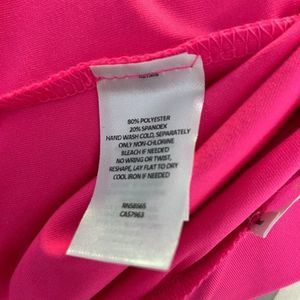 80% POLYESTER
20% SPANDEX
HAND WASH COLD, SEPARATELY
ONLY NON-CHLORINE
BLEACH IF NEEDED
NO WRING OR TWIST,
RESHAPE, LAY FLAT TO DRY
COOL IRON IF NEEDED
RN58565
CA57963